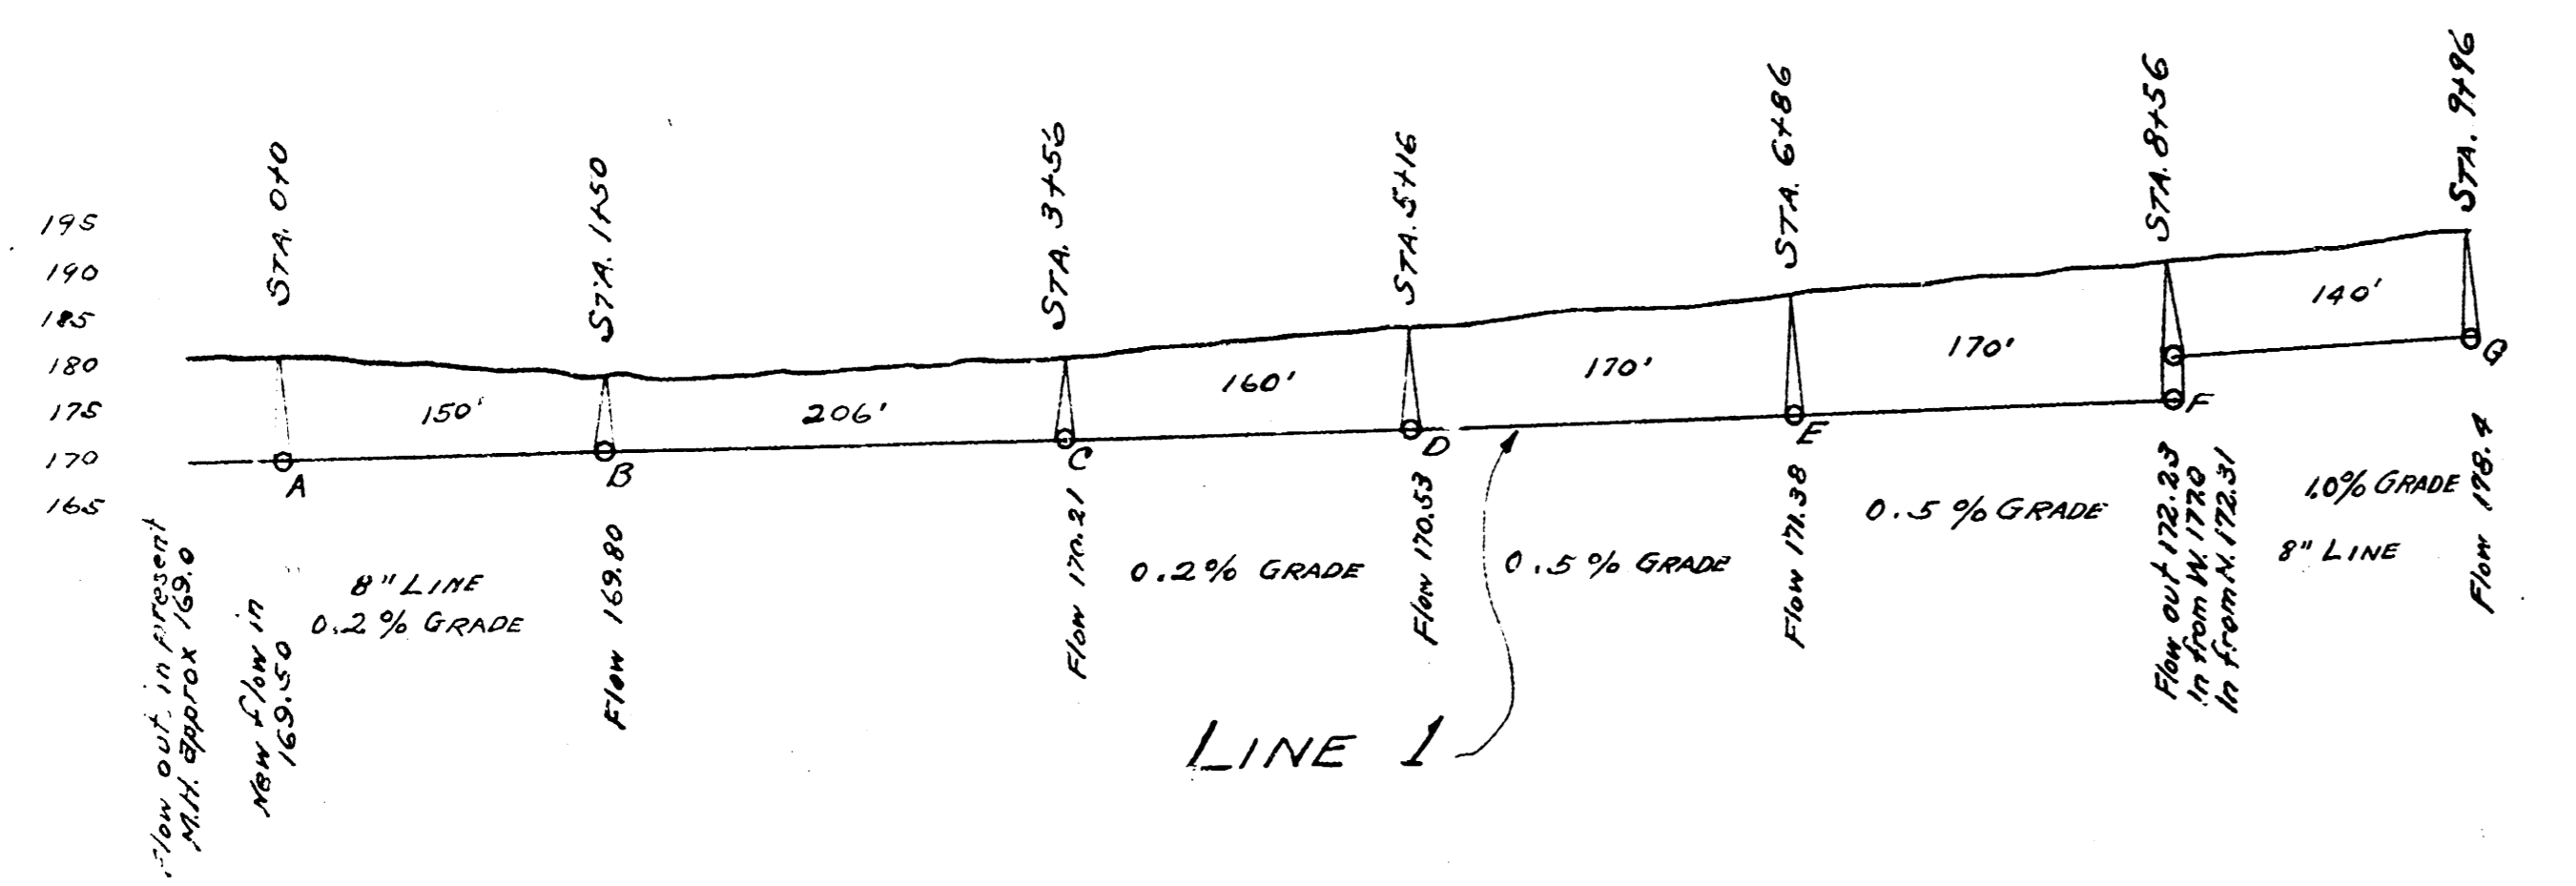 STA. 0+0
STA. 1+50
STA. 3+56
STA. 5+16
STA. 6+86
STA. 8+56
STA. 9+96
195
190
185
180
175
170
165
150'
206'
160'
170'
170'
140'
A
B
C
D
E
F
G
Flow out, in present
M.H. approx 169.0
New flow in
169.50
8" LINE
0.2% GRADE
Flow 169.80
Flow 170.21
0.2% GRADE
Flow 170.53
0.5% GRADE
Flow 171.38
0.5% GRADE
Flow out 172.23
In from W. 177.0
In from N. 172.31
1.0% GRADE
8" LINE
Flow 178.4
LINE 1